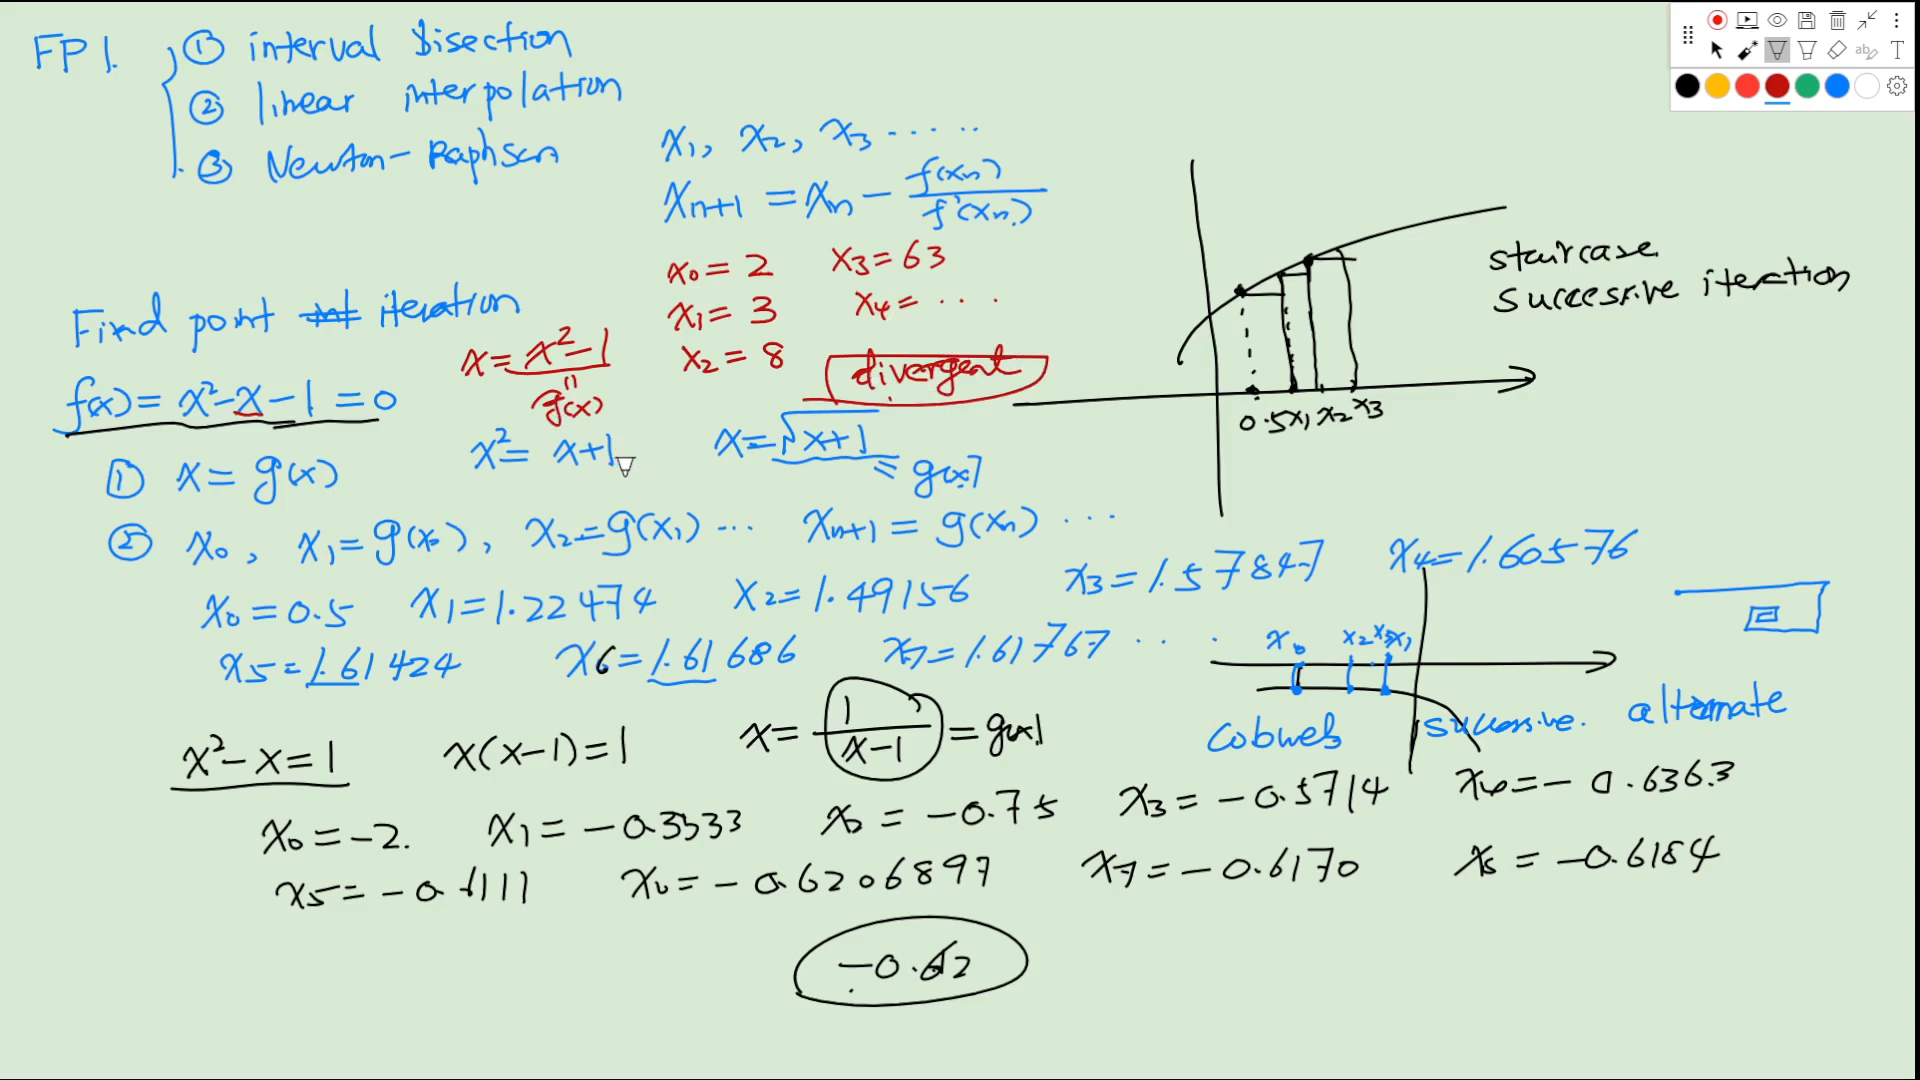 FP1. ① interval Bisection
② linear interpolation
③ Newton-Raphson
x₁, x₂, x₃ ......
xₙ₊₁ = xₙ - f(xₙ)/f'(xₙ)
x₀ = 2 x₃ = 63
x₁ = 3 x₄ = ...
x₂ = 8 divergent
staircase
successive iteration
0.5 x₁ x₂ x₃
Find point iteration
x = x²-1
g(x)
f(x) = x²-x-1 = 0
① x = g(x) x² = x+1 x = √(x+1) = g(x)
② x₀, x₁=g(x₀), x₂=g(x₁) ... xₙ₊₁ = g(xₙ) ...
x₀ = 0.5 x₁=1.22474 x₂=1.49156 x₃=1.57847 x₄=1.60576
x₅=1.61424 x₆=1.61686 x₇=1.61767 ...
x₀ x₂ x₃ x₁
Cobweb successive. alternate
x²-x=1 x(x-1)=1 x = 1/(x-1) = g(x)
x₀=-2. x₁=-0.3333 x₂=-0.75 x₃=-0.5714 x₄=-0.6363
x₅=-0.6111 x₆=-0.6206897 x₇=-0.6170 x₈=-0.6184
-0.62
ab
T